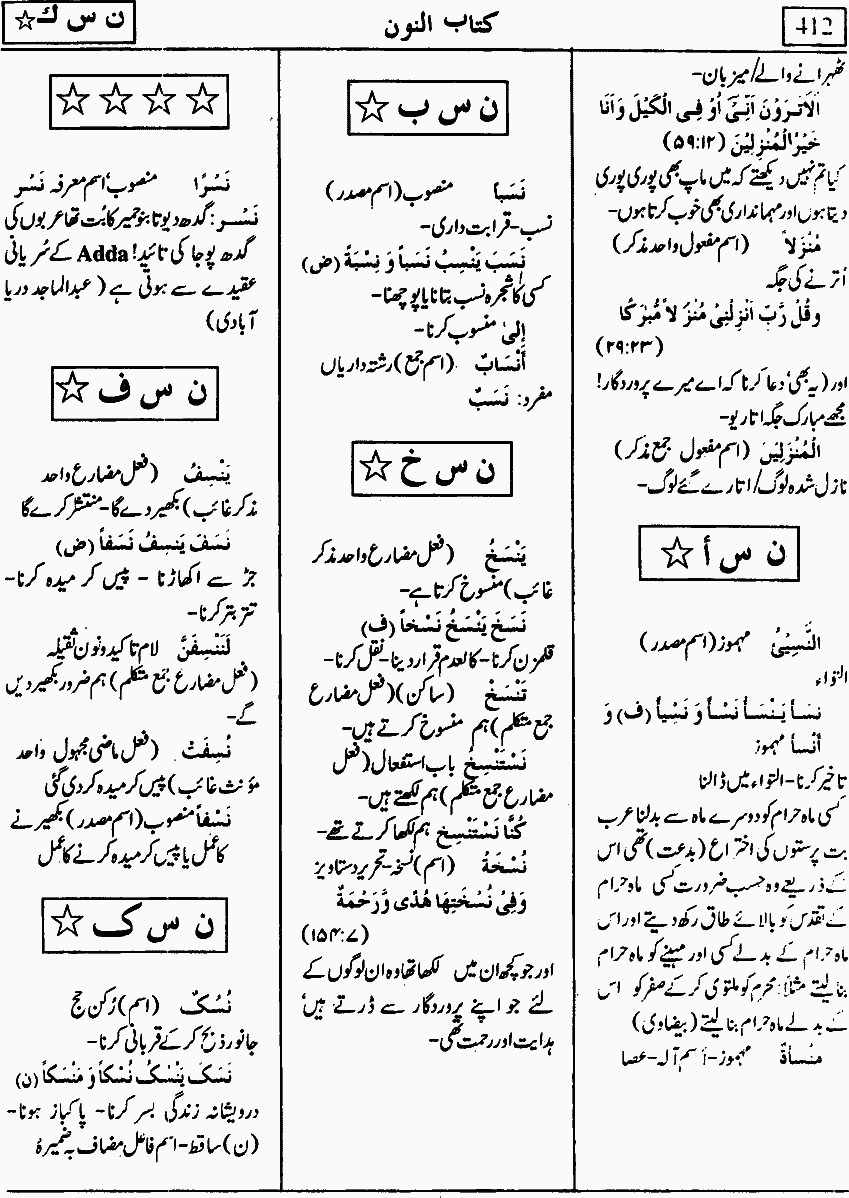 412
كتاب النون
ن س ك☆
ٹھہرانے والے/میزبان-
اَلَاتَرَوْنَ اَنِّیْٓ اُوْ فِی الْکَیْلَ وَ اَنَا
خَیْرُ الْمُنْزِلِیْنَ (۵۹:۱۲)
کیا تم نہیں دیکھتے کہ میں ماپ بھی پوری پوری
دیتا ہوں اور مہمانداری بھی خوب کرتا ہوں-
مُنْزَلاً (اسم مفعول واحد مذکر)
اُترنے کی جگہ
وَ قُلْ رَّبِّ اَنْزِلْنِیْ مُنْزَ لاً مُّبٰرَ کًا
(۲۹:۲۳)
اور (یہ بھی' دعا کرنا کہ اے میرے پروردگار!
مجھے مبارک جگہ اتاریو-
الْمُنْزَلِیْنَ (اسم مفعول جمع مذکر)
نازل شدہ لوگ/اتارے گئے لوگ-
ن س أ ☆
النَّسِیْءُ مہموز (اسم مصدر)
التواء
نَسَأَ یَنْسَأُ نَسْأً وَ نَسِیْأً (ف) وَ
أَنْسأَ مہموز
تاخیر کرنا-التواء میں ڈالنا
کسی ماہ حرام کو دوسرے ماہ سے بدلنا عرب
بت پرستوں کی اختراع (بدعت) تھی اس
کے ذریعے وہ حسب ضرورت کسی ماہ حرام
کے تقدس کو بالائے طاق رکھ دیتے اور اس
ماہ حرام کے بدلے کسی اور مہینے کو ماہ حرام
بنا لیتے مثلاً: محرم کو ملتوی کر کے صفر کو اس
کے بدلے ماہ حرام بنا لیتے (بیضاوی)
مِنْسأَةٌ مہموز-اسم آلہ-عصا
ن س ب ☆
نَسَبًا منصوب (اسم مصدر)
نسب-قرابت داری-
نَسَبَ یَنْسِبُ نَسَباً وَ نِسْبَةً (ض)
کسی کا شجرہ نسب بتانا یا پوچھنا-
اِلیٰ منسوب کرنا-
أَنْسَابٌ (اسم جمع) رشتہ داریاں
مفرد: نَسَبٌ
ن س خ ☆
یَنْسَخُ (فعل مضارع واحد مذکر
غائب) منسوخ کرتا ہے-
نَسَخَ یَنْسَخُ نَسْخاً (ف)
قلمزن کرنا-کالعدم قرار دینا-نقل کرنا-
نَنْسَخْ (ساکن) (فعل مضارع
جمع متکلم) ہم منسوخ کرتے ہیں-
نَسْتَنْسِخُ باب استفعال (فعل
مضارع جمع متکلم) ہم لکھتے ہیں-
کُنَّا نَسْتَنْسِخُ ہم لکھا کرتے تھے-
نُسْخَةٌ (اسم) نسخہ-تحریر دستاویز
وَ فِیْ نُسْخَتِهَا هُدًی وَّ رَحْمَةٌ
(۱۵۴:۷)
اور جو کچھ ان میں لکھا تھا وہ ان لوگوں کے
لئے جو اپنے پروردگار سے ڈرتے ہیں'
ہدایت اور رحمت تھی-
☆ ☆ ☆ ☆
نَسْرًا منصوب' اسم معرفہ نَسْر
نَسْر: گدھ دیوتا بنو حمیر کا بُت تھا عربوں کی
گدھ پوجا کی تائید! Adda کے سُریانی
عقیدے سے ہوتی ہے (عبدالماجد دریا
آبادی)
ن س ف ☆
یَنْسِفُ (فعل مضارع واحد
مذکر غائب) بکھیر دے گا-منتشر کرے گا
نَسَفَ یَنسِفُ نَسْفاً (ض)
جڑ سے اکھاڑنا - پیس کر میدہ کرنا-
تتر بتر کرنا-
لَنَنْسِفَنَّ لام تاکید و نون ثقیلہ
(فعل مضارع جمع متکلم) ہم ضرور بکھیر دیں
گے-
نُسِفَتْ (فعل ماضی مجہول واحد
مؤنث غائب) پیس کر میدہ کر دی گئی
نَسْفاً منصوب (اسم مصدر) بکھیرنے
کا عمل یا پیس کر میدہ کرنے کا عمل
ن س ک ☆
نُسُکٌ (اسم) رُکن حج
جانور ذبح کر کے قربانی کرنا-
نَسَکَ یَنْسُکُ نُسْکاً وَ مَنْسَکاً (ن)
درویشانہ زندگی بسر کرنا- پاکباز ہونا-
(ن) ساقط-اسم فاعل مضاف بہ ضمیرہ